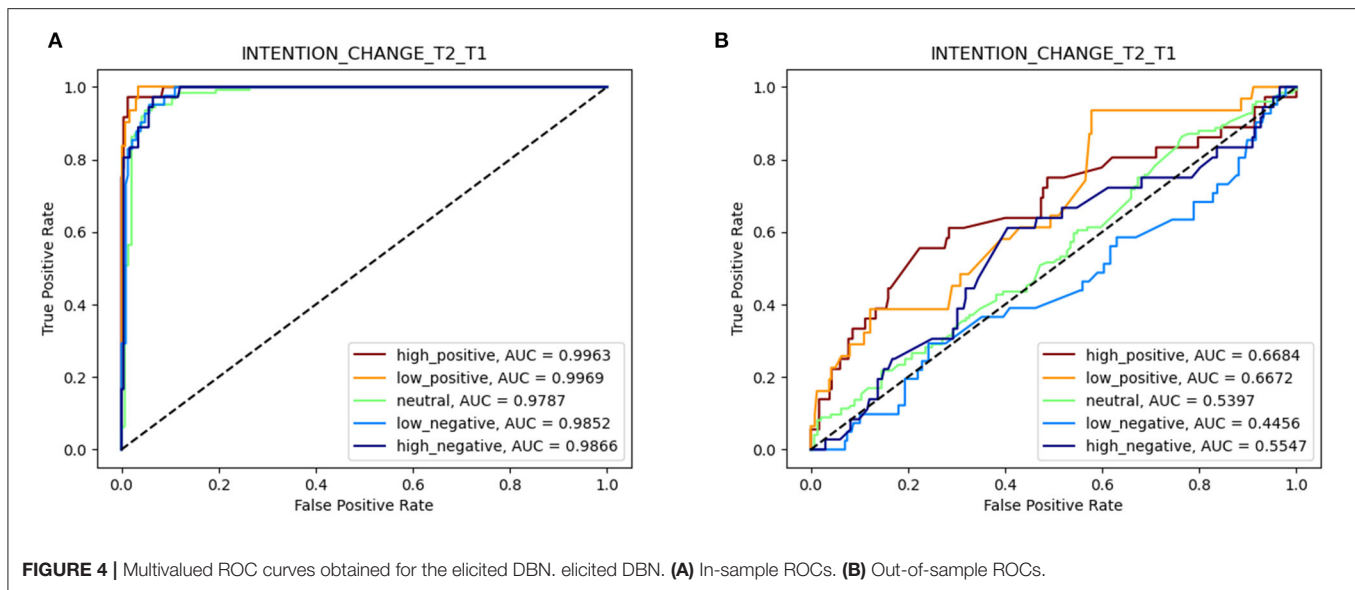 A
INTENTION_CHANGE_T2_T1
1.0
0.8
0.6
0.4
0.2
0.0
True Positive Rate
high_positive, AUC = 0.9963
low_positive, AUC = 0.9969
neutral, AUC = 0.9787
low_negative, AUC = 0.9852
high_negative, AUC = 0.9866
0.0 0.2 0.4 0.6 0.8 1.0
False Positive Rate
B
INTENTION_CHANGE_T2_T1
1.0
0.8
0.6
0.4
0.2
0.0
True Positive Rate
high_positive, AUC = 0.6684
low_positive, AUC = 0.6672
neutral, AUC = 0.5397
low_negative, AUC = 0.4456
high_negative, AUC = 0.5547
0.0 0.2 0.4 0.6 0.8 1.0
False Positive Rate
FIGURE 4 | Multivalued ROC curves obtained for the elicited DBN. elicited DBN. (A) In-sample ROCs. (B) Out-of-sample ROCs.